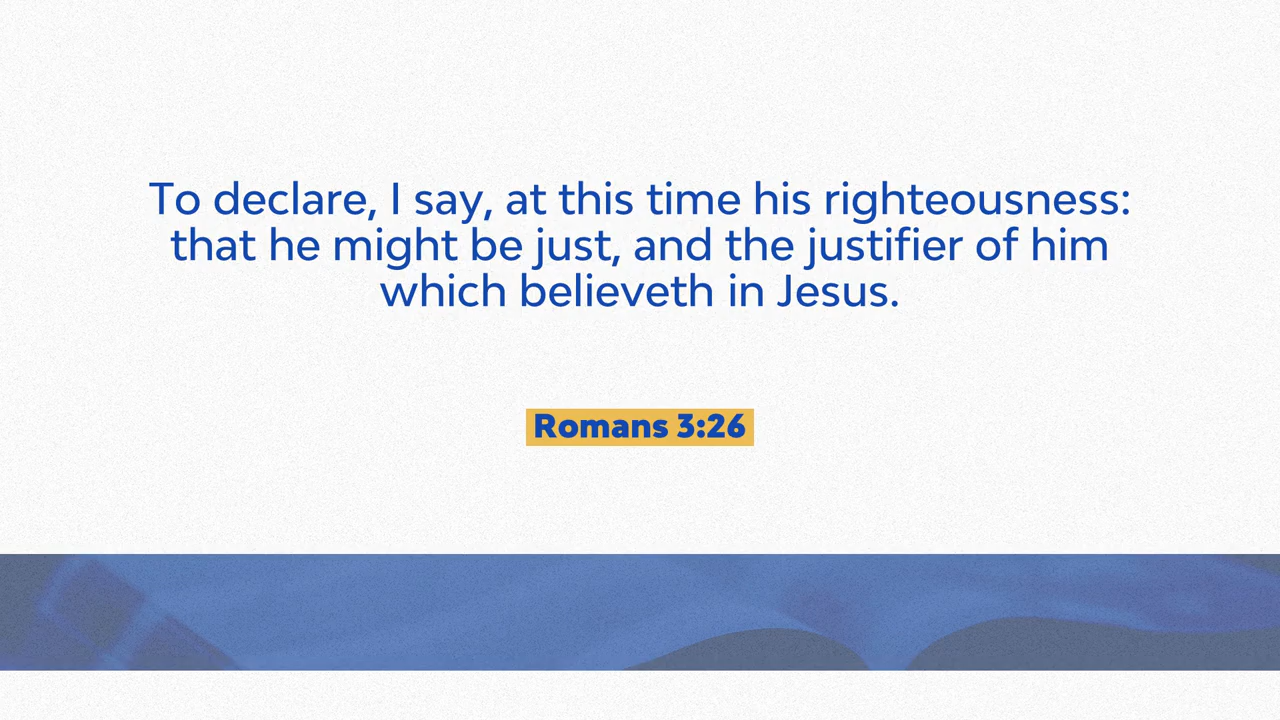 To declare, I say, at this time his righteousness:
that he might be just, and the justifier of him
which believeth in Jesus.
Romans 3:26